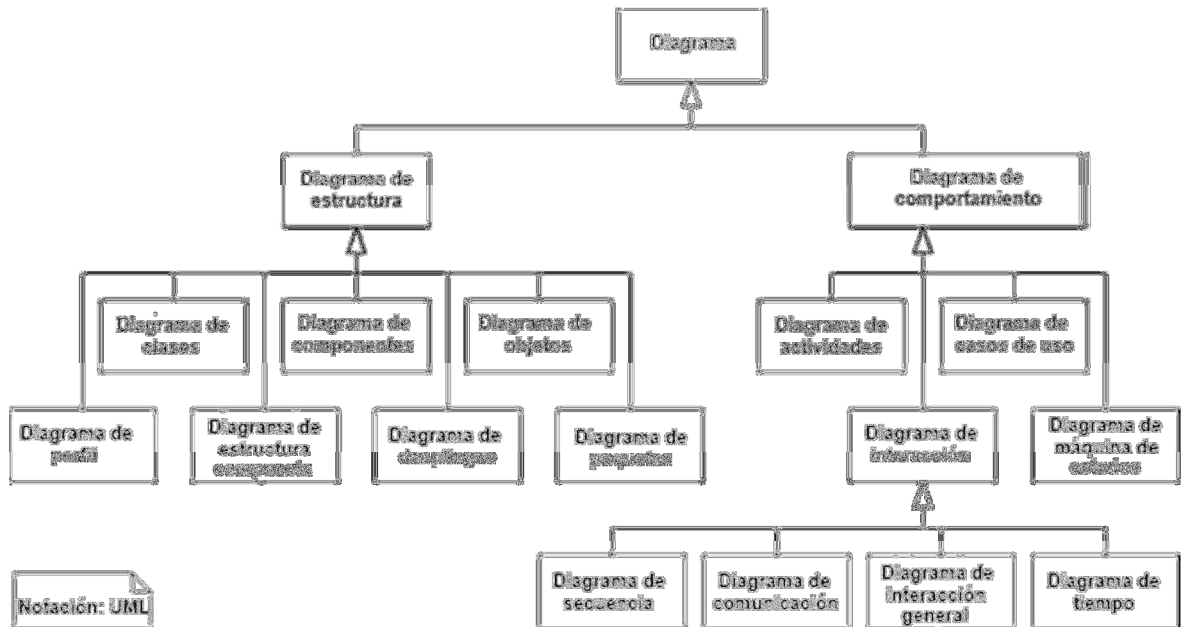 Diagrama
Diagrama de
estructura
Diagrama de
comportamiento
Diagrama de
clases
Diagrama de
componentes
Diagrama de
objetos
Diagrama de
actividades
Diagrama de
casos de uso
Diagrama de
perfil
Diagrama de
estructura
compuesta
Diagrama de
despliegue
Diagrama de
paquetes
Diagrama de
interacción
Diagrama de
máquina de
estados
Diagrama de
secuencia
Diagrama de
comunicación
Diagrama de
interacción
general
Diagrama de
tiempo
Notación: UML